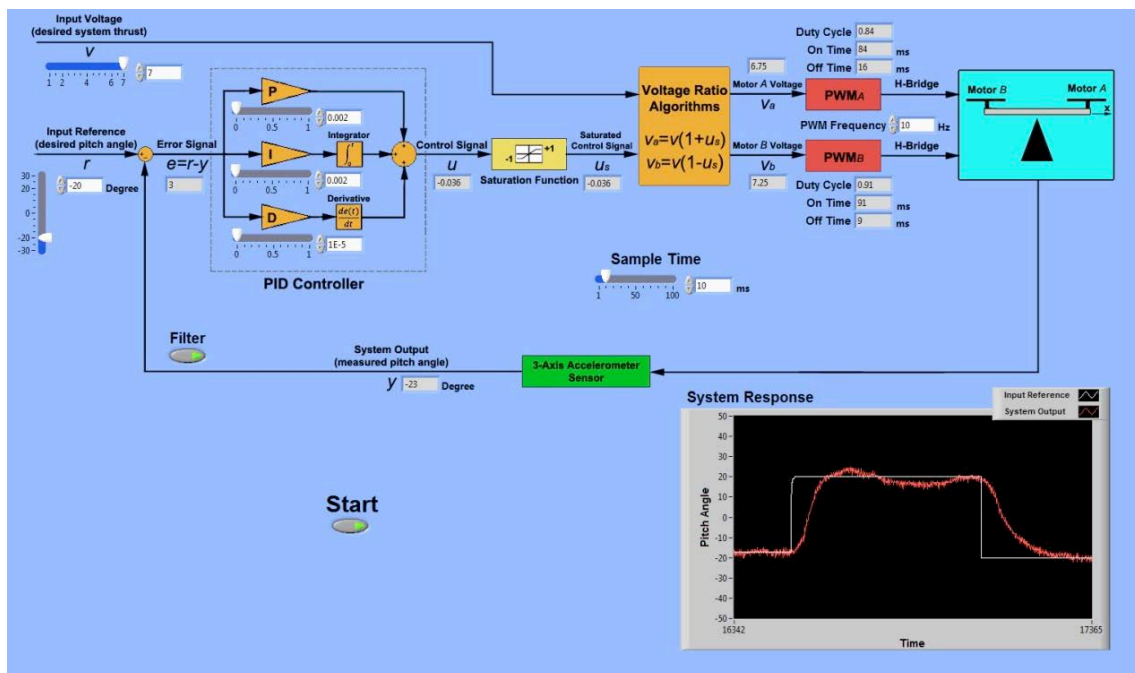 Input Voltage
(desired system thrust)
v
1 2 6 7
7
Input Reference
(desired pitch angle)
r
-20 Degree
30
20
10
0
-10
-20
-30
Error Signal
e=r-y
3
P
0 0.5 1
0.002
I
0 0.5 1
0.002
Integrator
D
0 0.5 1
1E-5
Derivative
de(t)
dt
PID Controller
Control Signal
u
-0.036
-1 +1
Saturation Function
Saturated
Control Signal
us
-0.036
Voltage Ratio
Algorithms
va=v(1+us)
vb=v(1-us)
6.75
Motor A Voltage
Va
Motor B Voltage
Vb
7.25
Duty Cycle 0.84
On Time 84 ms
Off Time 16 ms
PWMA
H-Bridge
PWM Frequency 10 Hz
PWMB
H-Bridge
Duty Cycle 0.91
On Time 91 ms
Off Time 9 ms
Motor B Motor A
x
Sample Time
1 50 100
10 ms
Filter
System Output
(measured pitch angle)
y -23 Degree
3-Axis Accelerometer
Sensor
Start
System Response
Input Reference
System Output
Pitch Angle
50
40
30
20
10
0
-10
-20
-30
-40
-50
16342 17365
Time